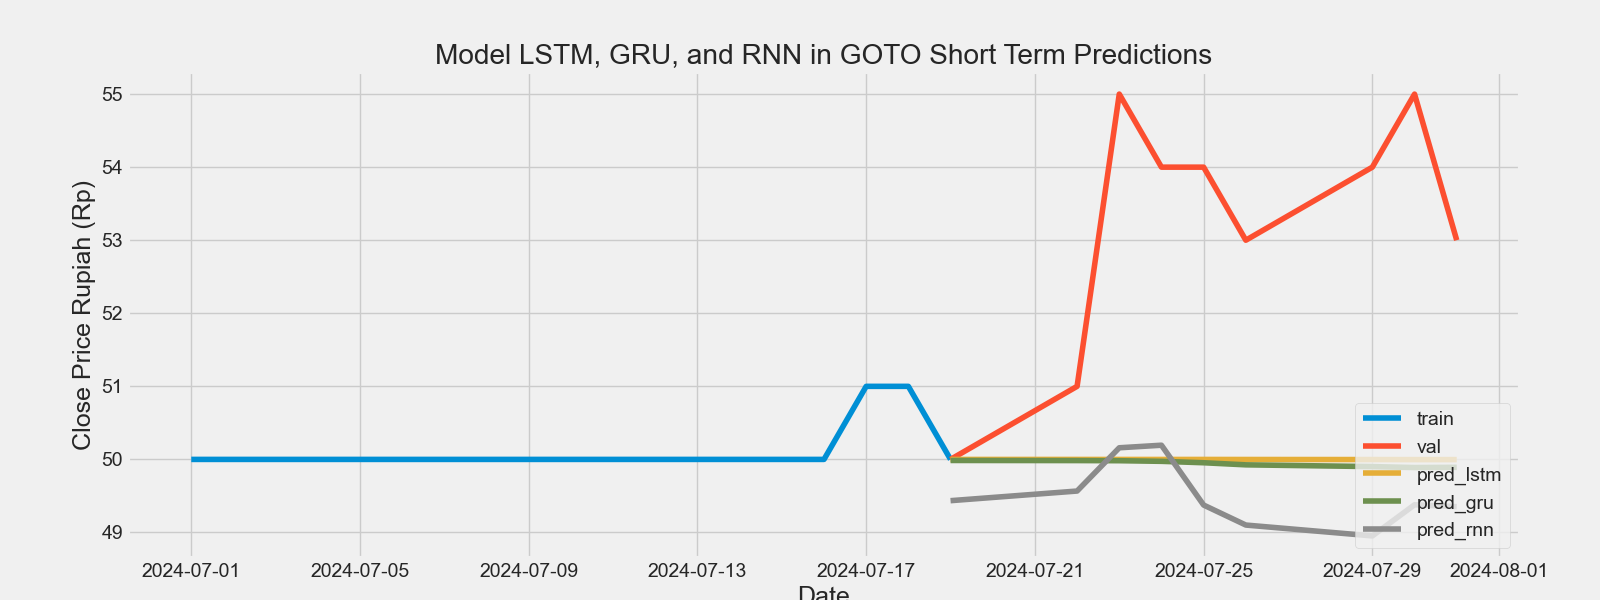 Model LSTM, GRU, and RNN in GOTO Short Term Predictions
Close Price Rupiah (Rp)
55
54
53
52
51
50
49
train
val
pred_lstm
pred_gru
pred_rnn
2024-07-01 2024-07-05 2024-07-09 2024-07-13 2024-07-17 2024-07-21 2024-07-25 2024-07-29 2024-08-01
Date